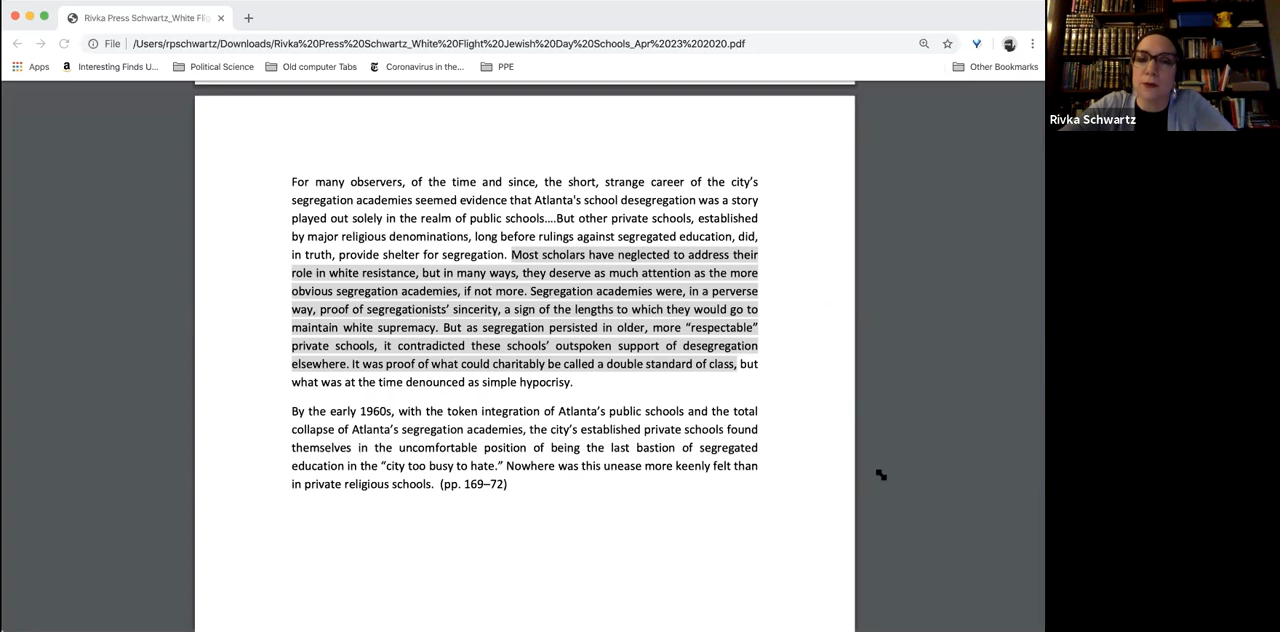 Rivka Press Schwartz_White Flig
File
/Users/rpschwartz/Downloads/Rivka%20Press%20Schwartz_White%20Flight%20Jewish%20Day%20Schools_Apr%2023%202020.pdf
Apps
Interesting Finds U...
Political Science
Old computer Tabs
Coronavirus in the...
PPE
Other Bookmarks
For many observers, of the time and since, the short, strange career of the city's
segregation academies seemed evidence that Atlanta's school desegregation was a story
played out solely in the realm of public schools....But other private schools, established
by major religious denominations, long before rulings against segregated education, did,
in truth, provide shelter for segregation. Most scholars have neglected to address their
role in white resistance, but in many ways, they deserve as much attention as the more
obvious segregation academies, if not more. Segregation academies were, in a perverse
way, proof of segregationists' sincerity, a sign of the lengths to which they would go to
maintain white supremacy. But as segregation persisted in older, more “respectable”
private schools, it contradicted these schools' outspoken support of desegregation
elsewhere. It was proof of what could charitably be called a double standard of class, but
what was at the time denounced as simple hypocrisy.
By the early 1960s, with the token integration of Atlanta's public schools and the total
collapse of Atlanta's segregation academies, the city's established private schools found
themselves in the uncomfortable position of being the last bastion of segregated
education in the “city too busy to hate.” Nowhere was this unease more keenly felt than
in private religious schools. (pp. 169–72)
Rivka Schwartz